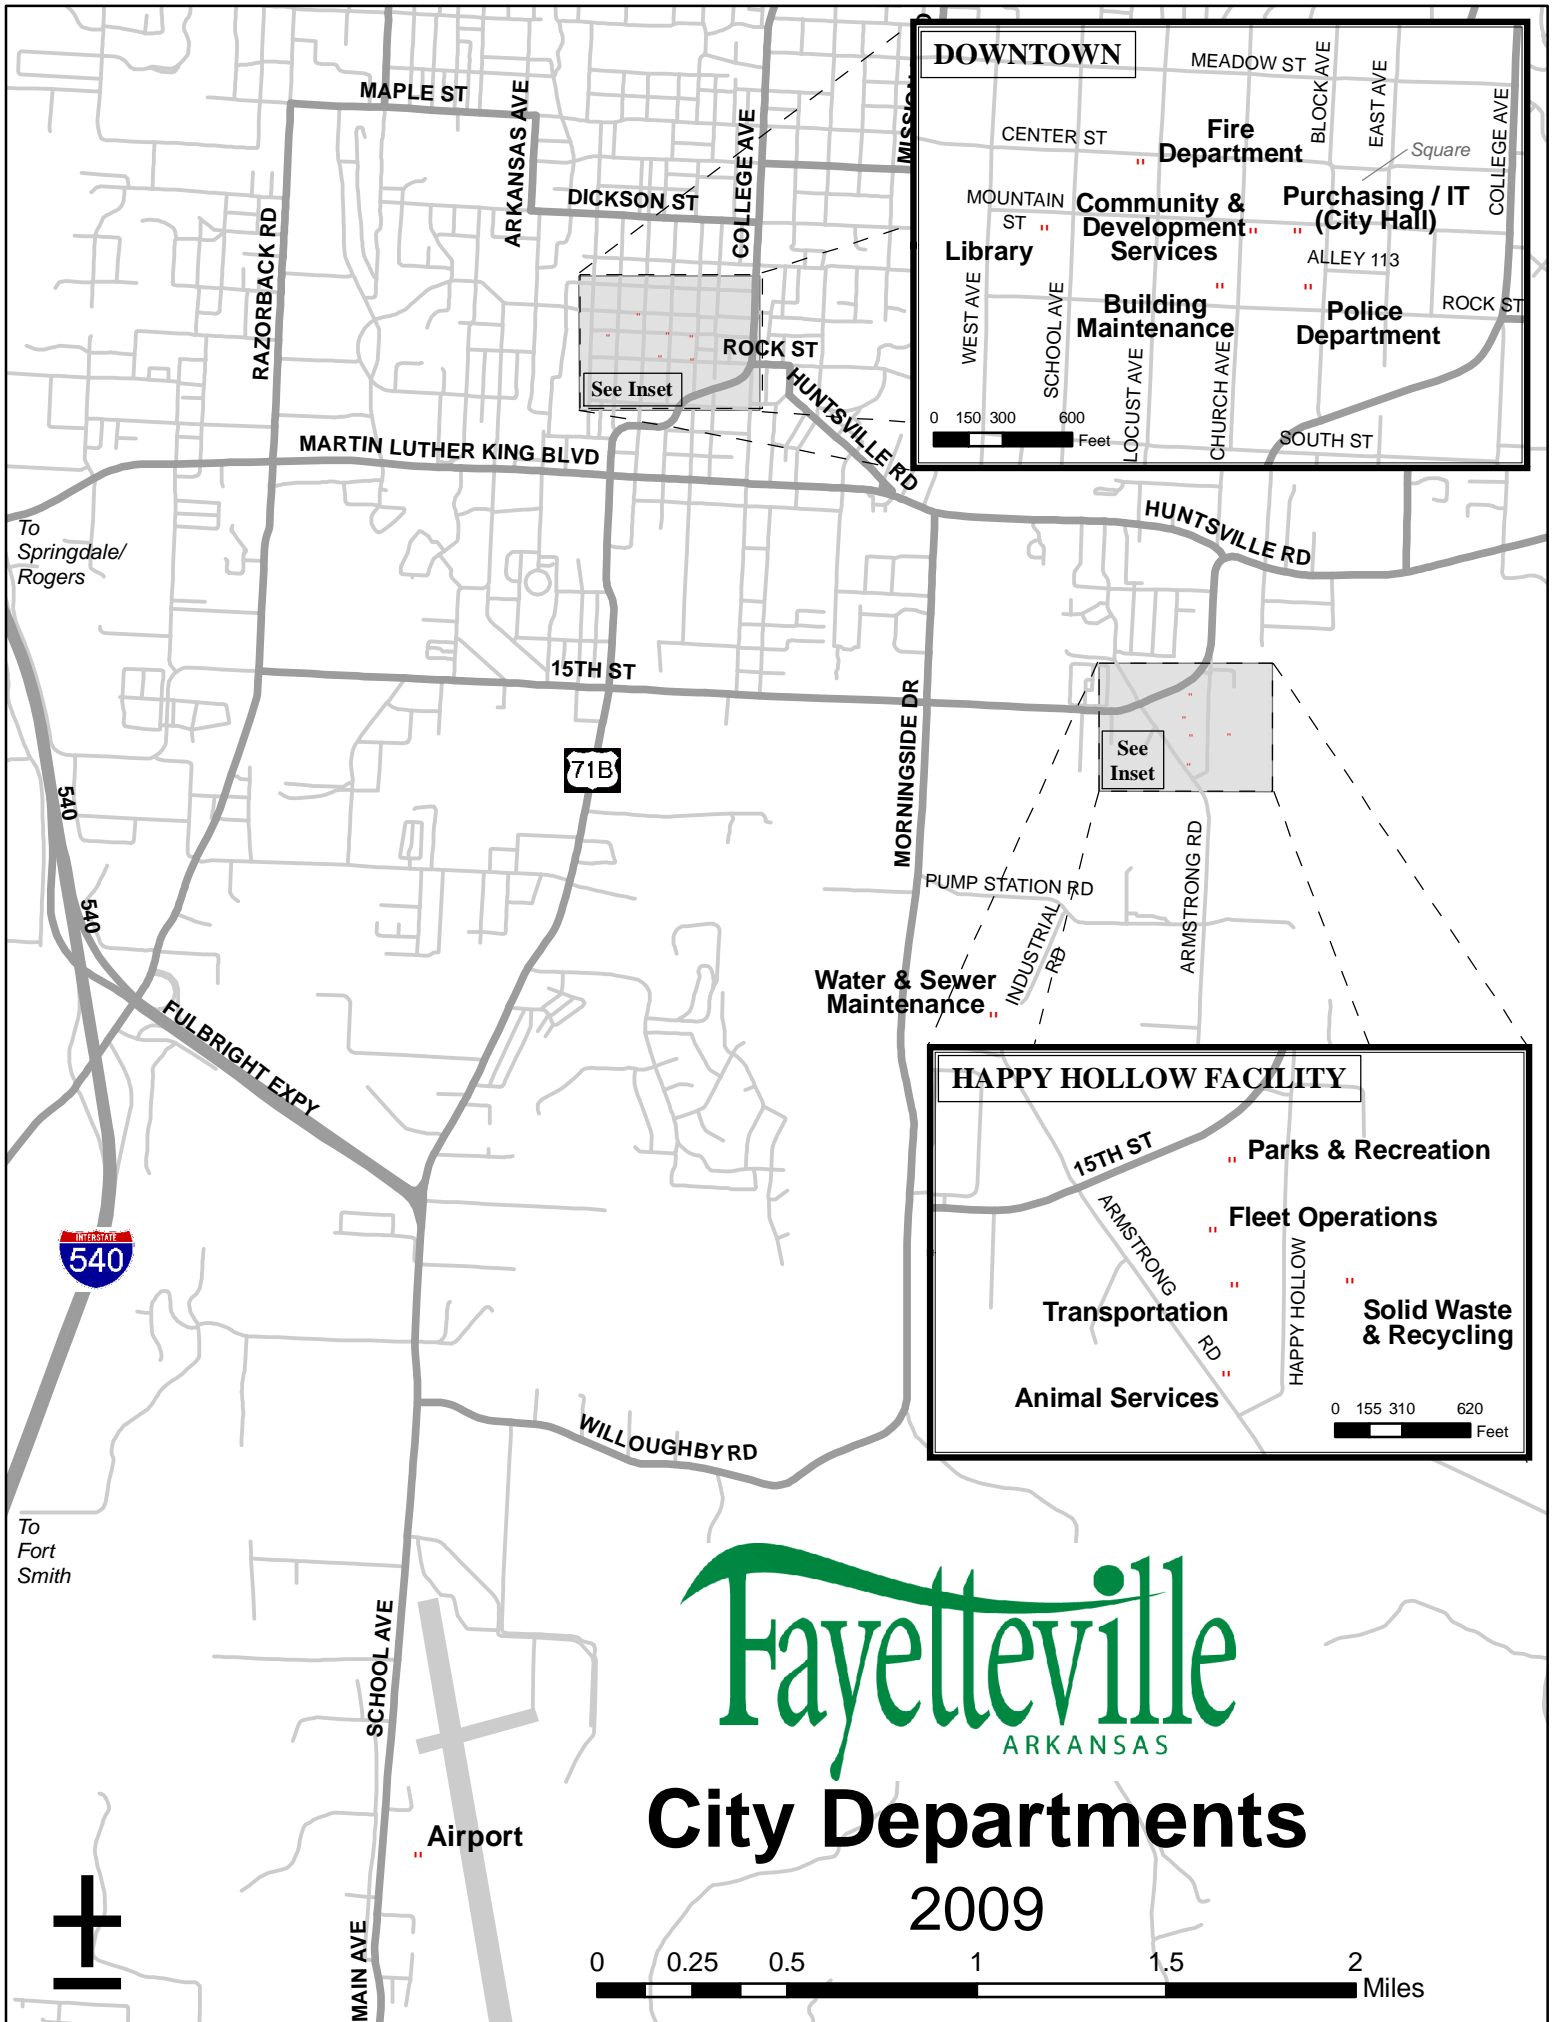 MAPLE ST
ARKANSAS AVE
COLLEGE AVE
DICKSON ST
RAZORBACK RD
ROCK ST
See Inset
HUNTSVILLE RD
MARTIN LUTHER KING BLVD
To
Springdale/
Rogers
HUNTSVILLE RD
DOWNTOWN
MEADOW ST
BLOCK AVE
EAST AVE
COLLEGE AVE
CENTER ST
Fire
Department
Square
MOUNTAIN
ST
Community &
Development
Services
Purchasing / IT
(City Hall)
Library
ALLEY 113
WEST AVE
SCHOOL AVE
Building
Maintenance
Police
Department
ROCK ST
LOCUST AVE
CHURCH AVE
0 150 300 600
Feet
SOUTH ST
15TH ST
MORNINGSIDE DR
See
Inset
71B
540
540
ARMSTRONG RD
PUMP STATION RD
INDUSTRIAL
RD
Water & Sewer
Maintenance
FULBRIGHT EXPY
INTERSTATE
540
HAPPY HOLLOW FACILITY
15TH ST
Parks & Recreation
ARMSTRONG
RD
Fleet Operations
HAPPY HOLLOW
Transportation
Solid Waste
& Recycling
Animal Services
0 155 310 620
Feet
WILLOUGHBY RD
To
Fort
Smith
SCHOOL AVE
Fayetteville
ARKANSAS
City Departments
2009
Airport
MAIN AVE
0 0.25 0.5 1 1.5 2
Miles